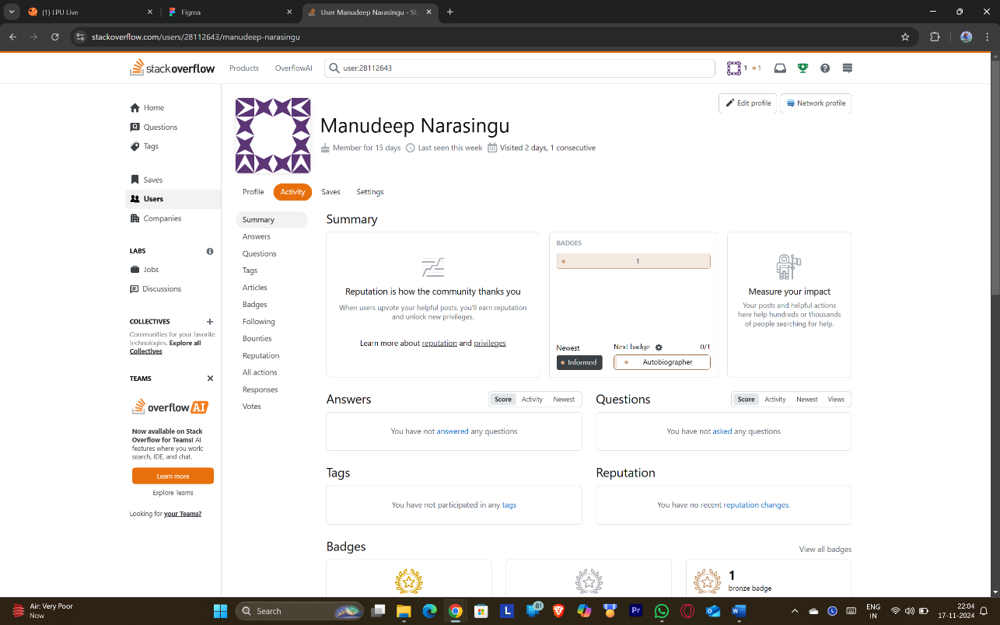 (1) LPU Live
Figma
User Manudeep Narasingu - Sta
stackoverflow.com/users/28112643/manudeep-narasingu
stackoverflow
Products
OverflowAI
user:28112643
1
1
Home
Questions
Tags
Saves
Users
Companies
LABS
Jobs
Discussions
COLLECTIVES
Communities for your favorite
technologies. Explore all
Collectives
TEAMS
overflow AI
Now available on Stack
Overflow for Teams! AI
features where you work:
search, IDE, and chat.
Learn more
Explore Teams
Looking for your Teams?
Edit profile
Network profile
Manudeep Narasingu
Member for 15 days
Last seen this week
Visited 2 days, 1 consecutive
Profile
Activity
Saves
Settings
Summary
Answers
Questions
Tags
Articles
Badges
Following
Bounties
Reputation
All actions
Responses
Votes
Summary
Reputation is how the community thanks you
When users upvote your helpful posts, you'll earn reputation
and unlock new privileges.
Learn more about reputation and privileges
BADGES
1
Newest
Informed
Next badge
0/1
Autobiographer
Measure your impact
Your posts and helpful actions
here help hundreds or thousands
of people searching for help.
Answers
Score Activity Newest
You have not answered any questions
Questions
Score Activity Newest Views
You have not asked any questions
Tags
You have not participated in any tags
Reputation
You have no recent reputation changes.
Badges
View all badges
1
bronze badge
Air: Very Poor
Now
Search
81
L
Pr
W
ENG
IN
22:04
17-11-2024